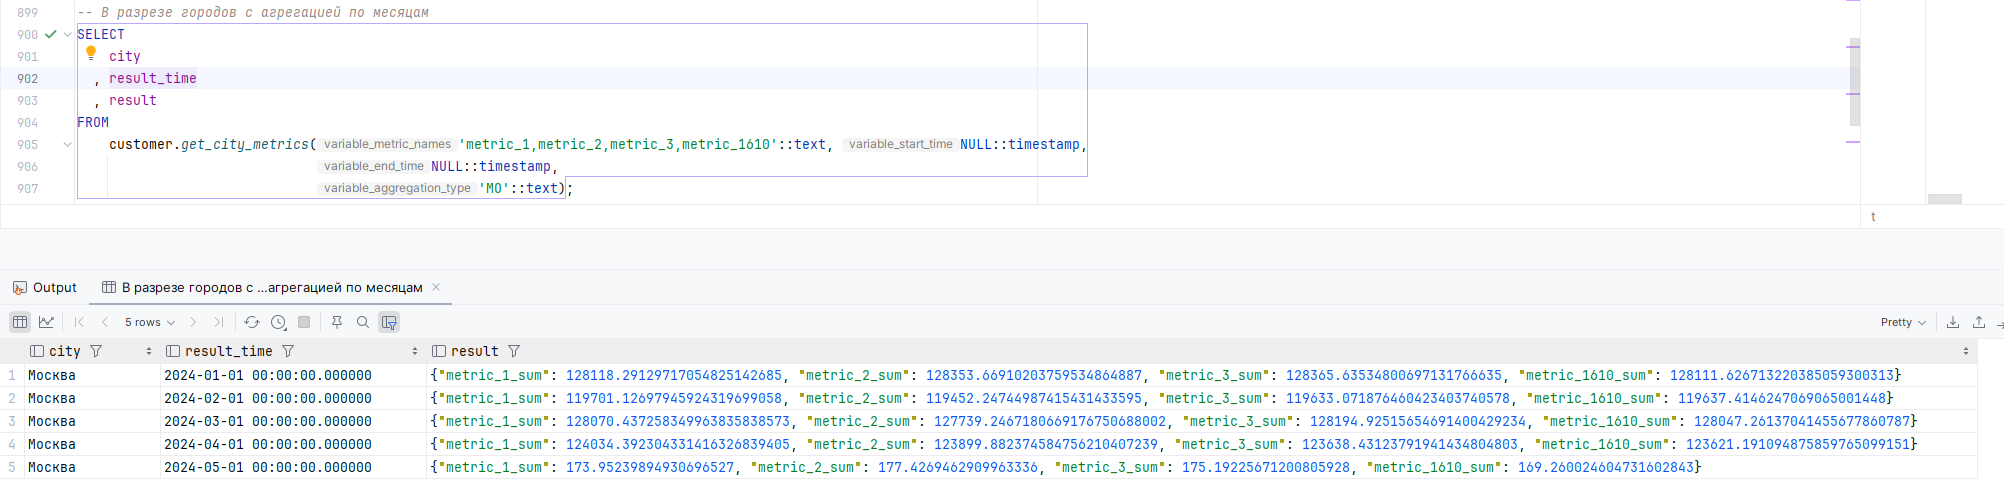 899 -- В разрезе городов с агрегацией по месяцам
900 SELECT
901 city
902 , result_time
903 , result
904 FROM
905 customer.get_city_metrics( variable_metric_names 'metric_1,metric_2,metric_3,metric_1610'::text, variable_start_time NULL::timestamp,
906 variable_end_time NULL::timestamp,
907 variable_aggregation_type 'MO'::text);
t
Output В разрезе городов с ...агрегацией по месяцам ×
5 rows Pretty
city result_time result
1 Москва 2024-01-01 00:00:00.000000 {"metric_1_sum": 128118.29129717054825142685, "metric_2_sum": 128353.66910203759534864887, "metric_3_sum": 128365.63534800697131766635, "metric_1610_sum": 128111.626713220385059300313}
2 Москва 2024-02-01 00:00:00.000000 {"metric_1_sum": 119701.12697945924319699058, "metric_2_sum": 119452.24744987415431433595, "metric_3_sum": 119633.071876460423403740578, "metric_1610_sum": 119637.41462470690650​01448}
3 Москва 2024-03-01 00:00:00.000000 {"metric_1_sum": 128070.437258349963835838573, "metric_2_sum": 127739.2467180669176750688002, "metric_3_sum": 128194.92515654691400429234, "metric_1610_sum": 128047.261370414556778607​87}
4 Москва 2024-04-01 00:00:00.000000 {"metric_1_sum": 124034.392304331416326839405, "metric_2_sum": 123899.882374584756210407239, "metric_3_sum": 123638.43123791941434804803, "metric_1610_sum": 123621.191094875859765099151}
5 Москва 2024-05-01 00:00:00.000000 {"metric_1_sum": 173.95239894930696527, "metric_2_sum": 177.4269462909963336, "metric_3_sum": 175.19225671200805928, "metric_1610_sum": 169.260024604731602843}